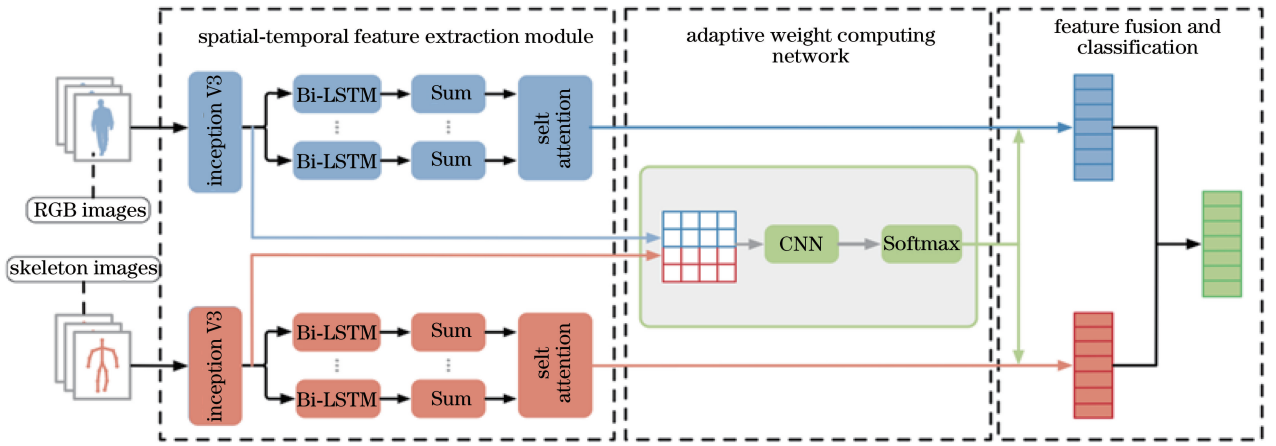 spatial-temporal feature extraction module
adaptive weight computing
network
feature fusion and
classification
RGB images
inception V3
Bi-LSTM
Sum
Bi-LSTM
Sum
selt
attention
CNN
Softmax
skeleton images
inception V3
Bi-LSTM
Sum
Bi-LSTM
Sum
selt
attention